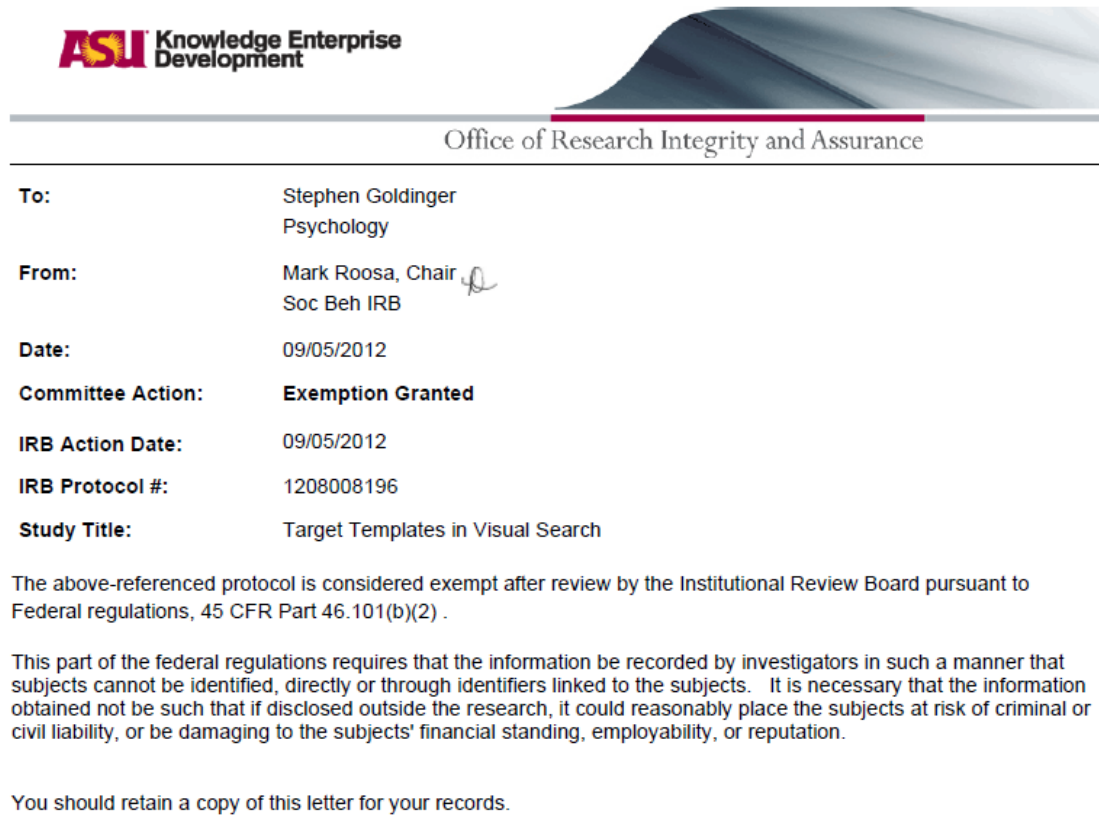 ASU Knowledge Enterprise
Development
Office of Research Integrity and Assurance
To: Stephen Goldinger
Psychology
From: Mark Roosa, Chair
Soc Beh IRB
Date: 09/05/2012
Committee Action: Exemption Granted
IRB Action Date: 09/05/2012
IRB Protocol #: 1208008196
Study Title: Target Templates in Visual Search
The above-referenced protocol is considered exempt after review by the Institutional Review Board pursuant to
Federal regulations, 45 CFR Part 46.101(b)(2) .
This part of the federal regulations requires that the information be recorded by investigators in such a manner that
subjects cannot be identified, directly or through identifiers linked to the subjects.   It is necessary that the information
obtained not be such that if disclosed outside the research, it could reasonably place the subjects at risk of criminal or
civil liability, or be damaging to the subjects' financial standing, employability, or reputation.
You should retain a copy of this letter for your records.